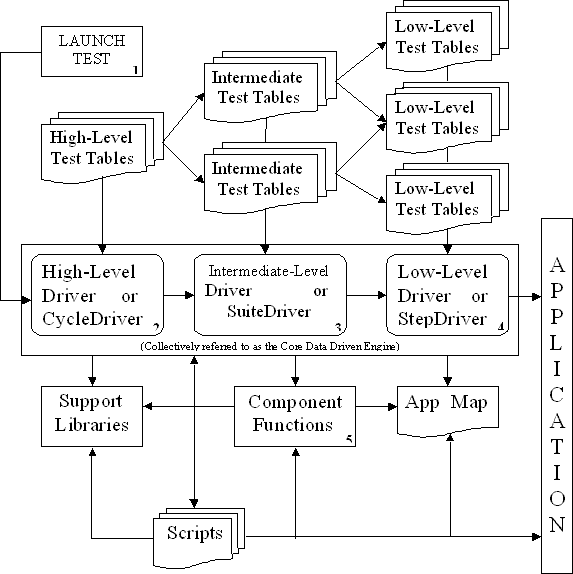 LAUNCH
TEST
1
High-Level
Test Tables
Intermediate
Test Tables
Intermediate
Test Tables
Low-Level
Test Tables
Low-Level
Test Tables
Low-Level
Test Tables
High-Level
Driver or
CycleDriver
2
Intermediate-Level
Driver or
SuiteDriver
3
Low-Level
Driver or
StepDriver
4
(Collectively referred to as the Core Data Driven Engine)
Support
Libraries
Component
Functions
5
App Map
Scripts
APPLICATION